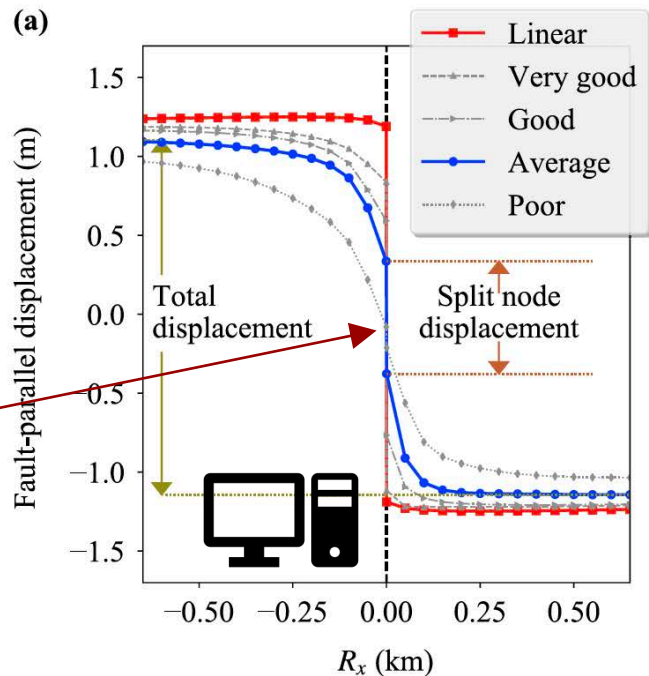 (a)
Linear
Very good
Good
Average
Poor
1.5
1.0
0.5
0.0
−0.5
−1.0
−1.5
Fault-parallel displacement (m)
Total
displacement
Split node
displacement
−0.50
−0.25
0.00
0.25
0.50
Rx (km)